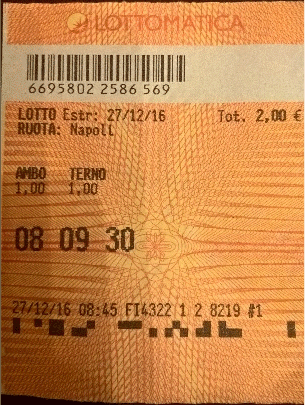 LOTTOMATICA
6695802 2586 569
LOTTO Estr: 27/12/16 Tot. 2,00 €
RUOTA: Napoli
AMBO TERNO
1.00 1.00
08 09 30
27/12/16 08:45 FI4322 1 2 8219 #1